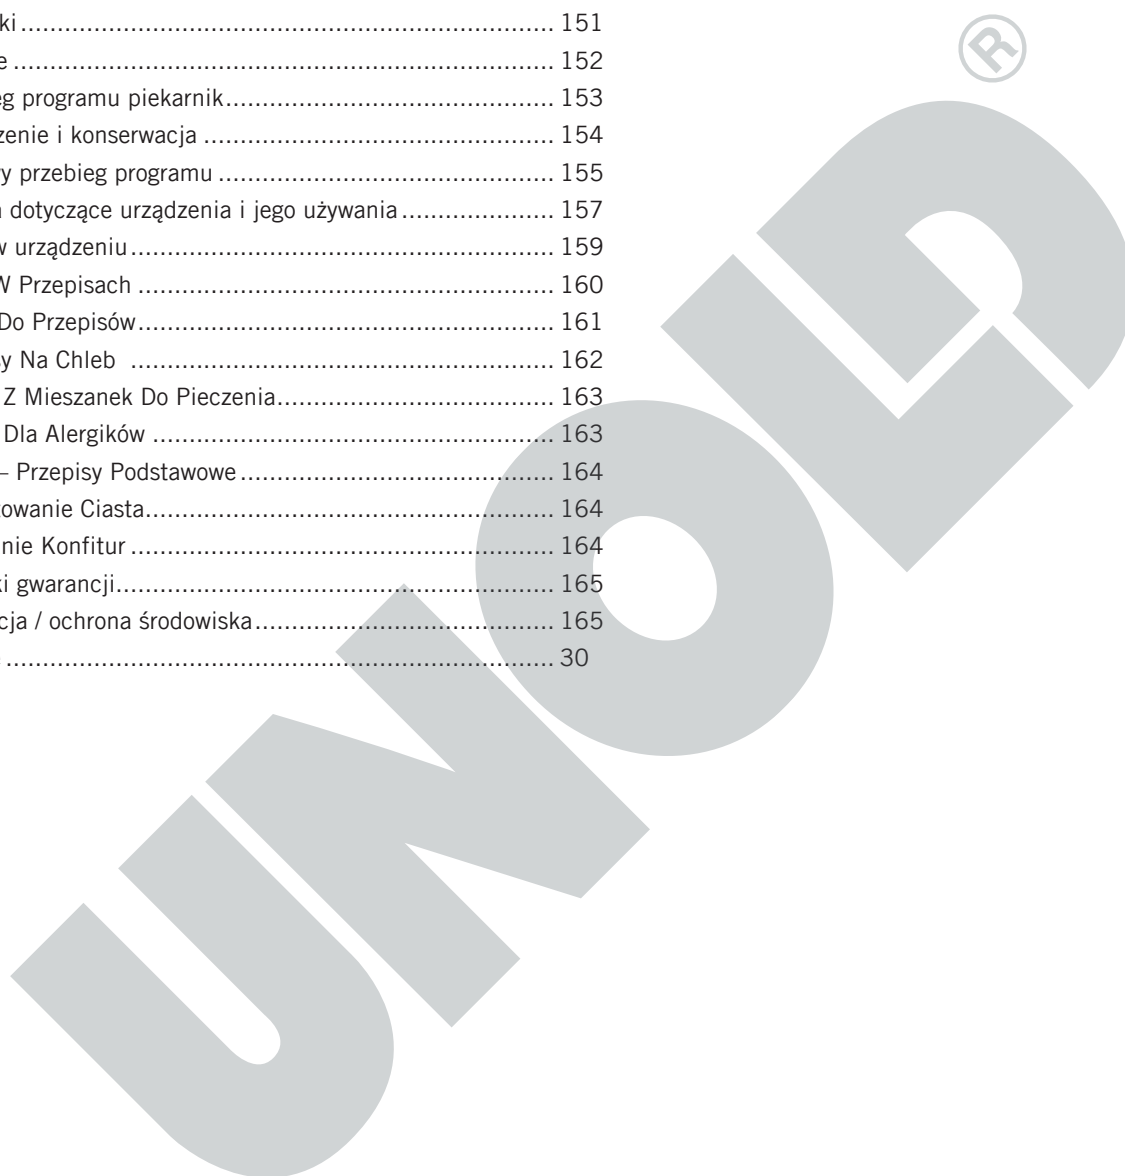 ki ........ 151
e ........ 152
eg programu piekarnik ........ 153
zenie i konserwacja ........ 154
y przebieg programu ........ 155
a dotyczące urządzenia i jego używania ........ 157
w urządzeniu ........ 159
W Przepisach ........ 160
Do Przepisów ........ 161
y Na Chleb ........ 162
Z Mieszanek Do Pieczenia ........ 163
Dla Alergików ........ 163
– Przepisy Podstawowe ........ 164
towanie Ciasta ........ 164
nie Konfitur ........ 164
ki gwarancji ........ 165
cja / ochrona środowiska ........ 165
........ 30
UNOLD®